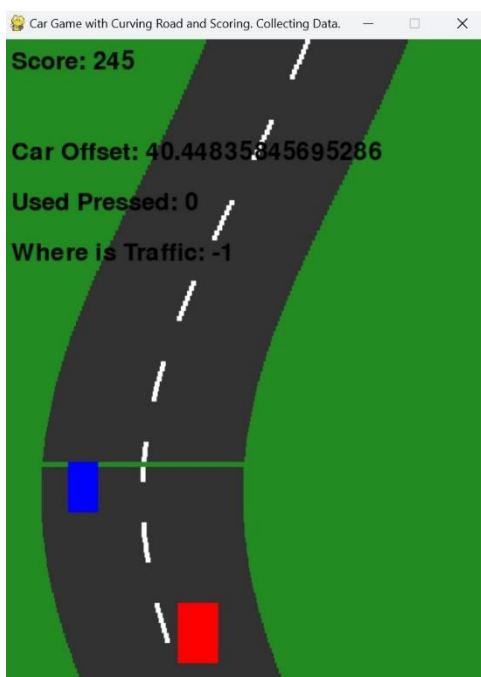 Car Game with Curving Road and Scoring. Collecting Data.
Score: 245
Car Offset: 40.44835845695286
Used Pressed: 0
Where is Traffic: -1